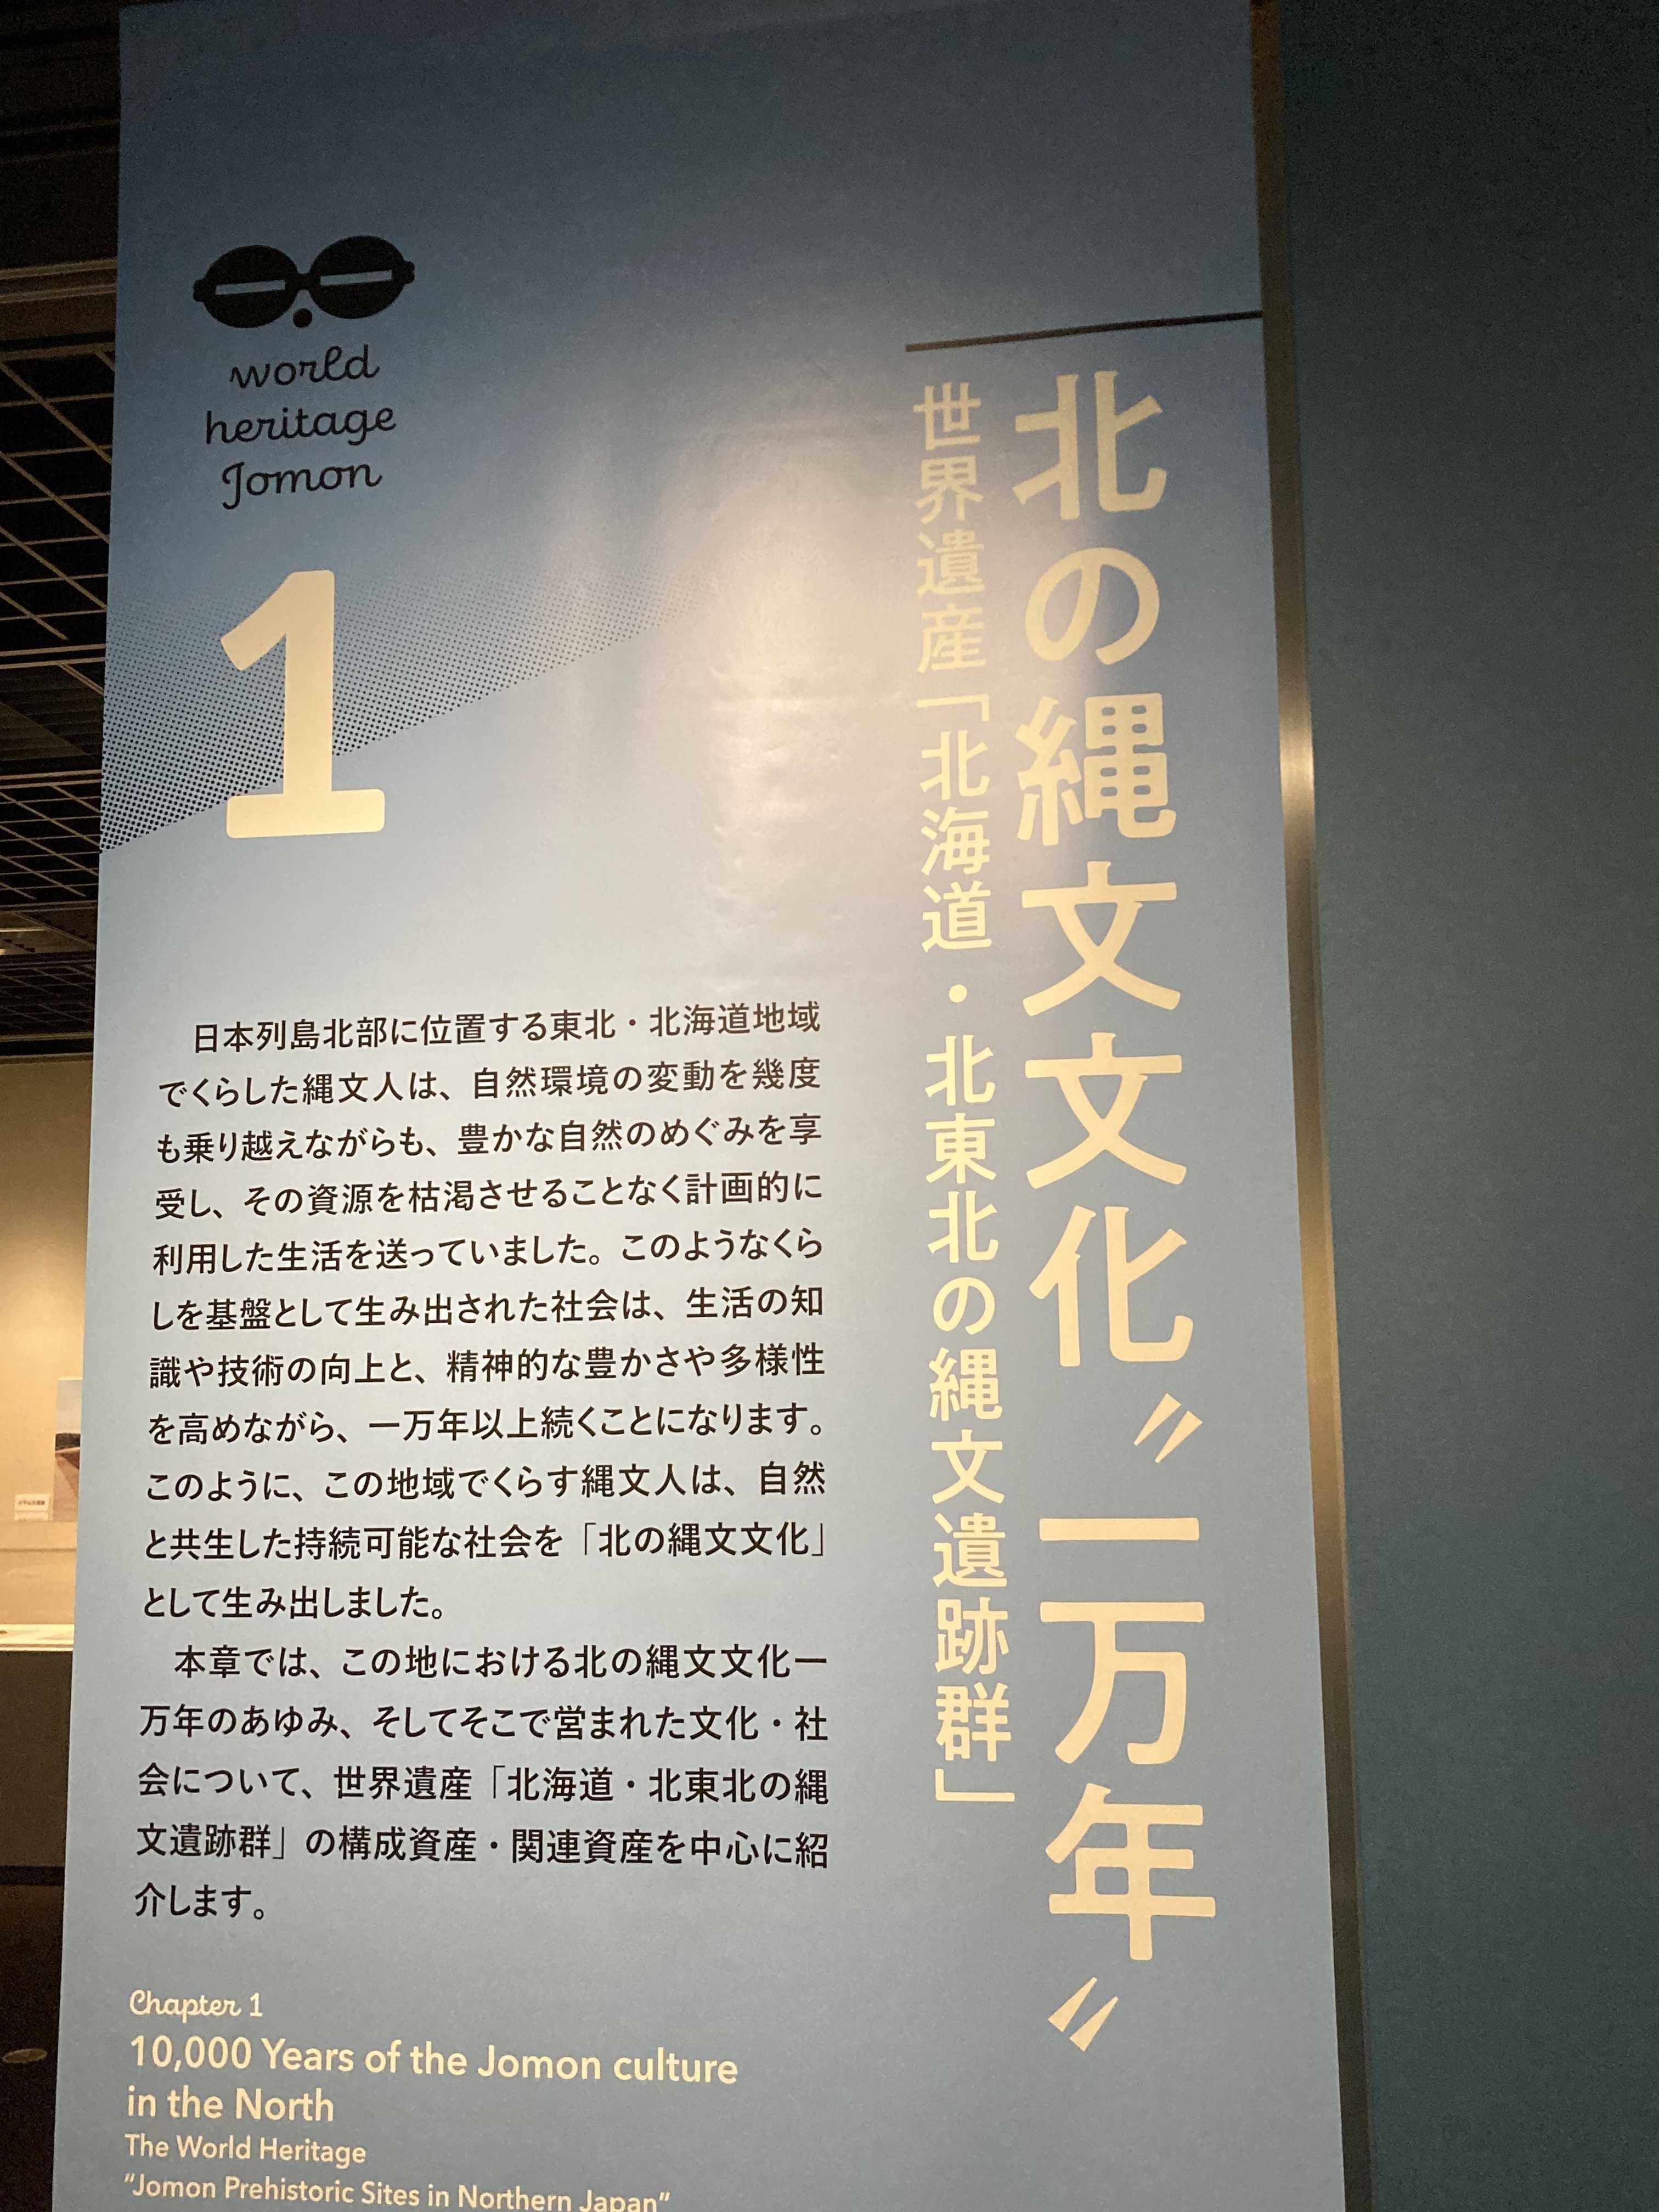 world
heritage
Jomon
1
北の縄文文化〝一万年〟
世界遺産「北海道・北東北の縄文遺跡群」
日本列島北部に位置する東北・北海道地域
でくらした縄文人は、自然環境の変動を幾度
も乗り越えながらも、豊かな自然のめぐみを享
受し、その資源を枯渇させることなく計画的に
利用した生活を送っていました。このようなくら
しを基盤として生み出された社会は、生活の知
識や技術の向上と、精神的な豊かさや多様性
を高めながら、一万年以上続くことになります。
このように、この地域でくらす縄文人は、自然
と共生した持続可能な社会を「北の縄文文化」
として生み出しました。
本章では、この地における北の縄文文化一
万年のあゆみ、そしてそこで営まれた文化・社
会について、世界遺産「北海道・北東北の縄
文遺跡群」の構成資産・関連資産を中心に紹
介します。
Chapter 1
10,000 Years of the Jomon culture
in the North
The World Heritage
"Jomon Prehistoric Sites in Northern Japan"